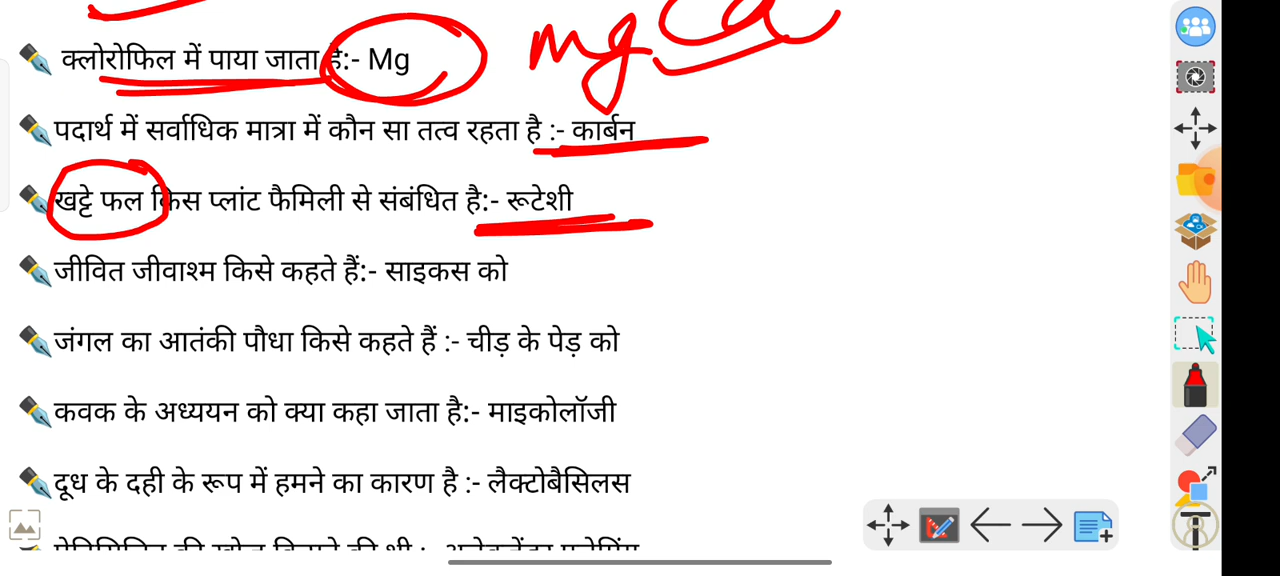 mg
क्लोरोफिल में पाया जाता है:- Mg
पदार्थ में सर्वाधिक मात्रा में कौन सा तत्व रहता है :- कार्बन
खट्टे फल किस प्लांट फैमिली से संबंधित है:- रूटेशी
जीवित जीवाश्म किसे कहते हैं:- साइकस को
जंगल का आतंकी पौधा किसे कहते हैं :- चीड़ के पेड़ को
कवक के अध्ययन को क्या कहा जाता है:- माइकोलॉजी
दूध के दही के रूप में हमने का कारण है :- लैक्टोबैसिलस